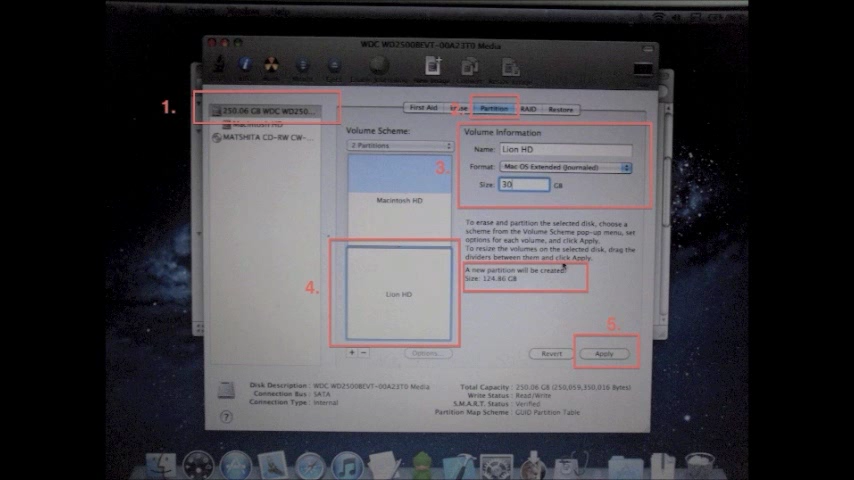 WDC WD2500BEVT-00A23T0 Media
1.
250.06 GB WDC WD250...
Macintosh HD
MATSHITA CD-RW CW-...
First Aid
Partition
RAID
Restore
Volume Scheme:
2 Partitions
3.
Macintosh HD
4.
Lion HD
Volume Information
Name: Lion HD
Format: Mac OS Extended (Journaled)
Size: 30 GB
To erase and partition the selected disk, choose a
scheme from the Volume Scheme pop-up menu, set
options for each volume, and click Apply.
To resize the volumes on the selected disk, drag the
dividers between them and click Apply.
A new partition will be created.
Size: 124.86 GB
5.
+ −
Options...
Revert
Apply
Disk Description : WDC WD2500BEVT-00A23T0 Media
Connection Bus : SATA
Connection Type : Internal
Total Capacity : 250.06 GB (250,059,350,016 Bytes)
Write Status : Read/Write
S.M.A.R.T. Status : Verified
Partition Map Scheme : GUID Partition Table
?